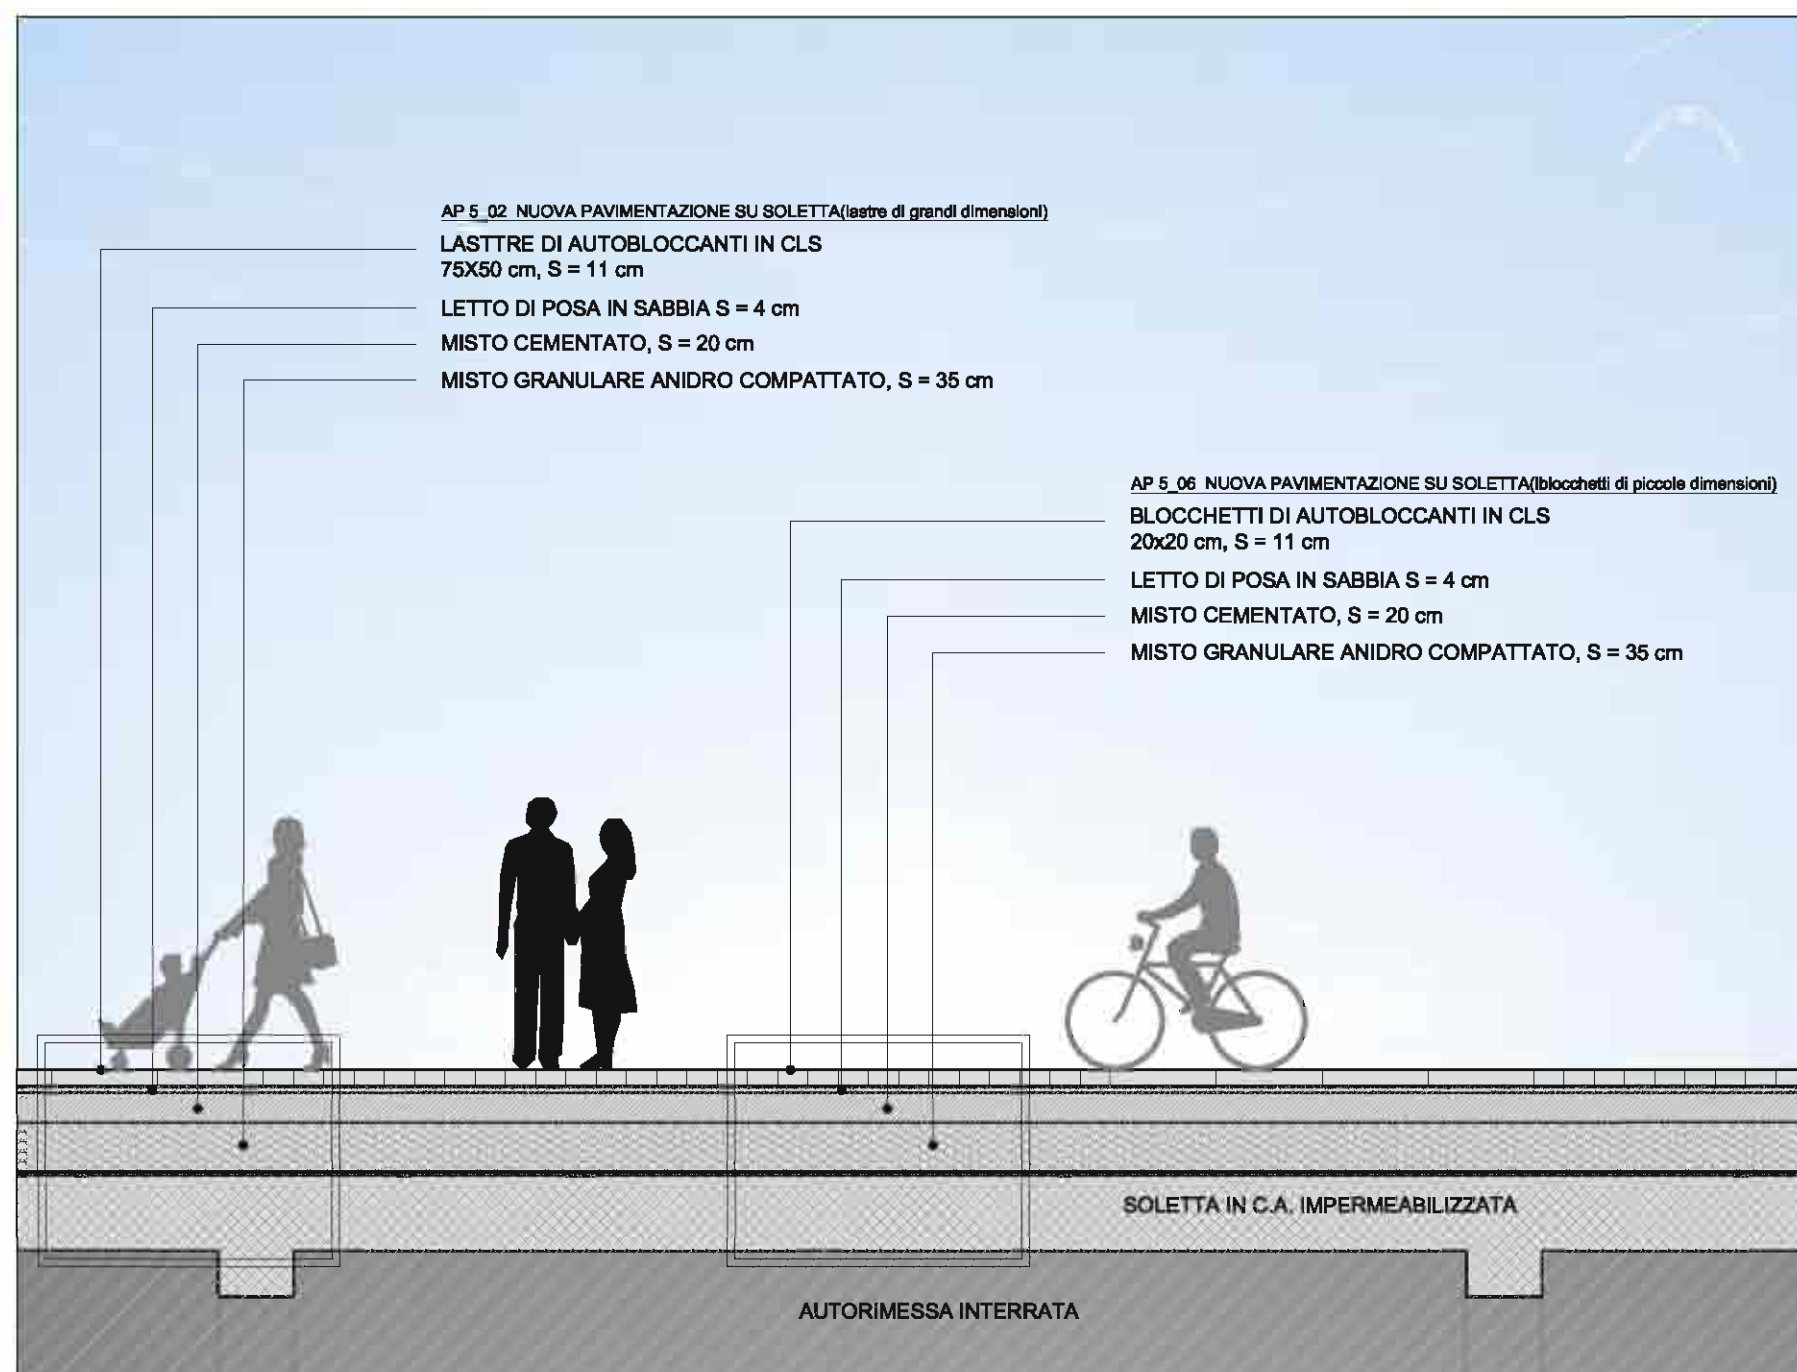 AP 5_02 NUOVA PAVIMENTAZIONE SU SOLETTA(lastre di grandi dimensioni)
LASTTRE DI AUTOBLOCCANTI IN CLS
75X50 cm, S = 11 cm
LETTO DI POSA IN SABBIA S = 4 cm
MISTO CEMENTATO, S = 20 cm
MISTO GRANULARE ANIDRO COMPATTATO, S = 35 cm
AP 5_06 NUOVA PAVIMENTAZIONE SU SOLETTA(lblocchetti di piccole dimensioni)
BLOCCHETTI DI AUTOBLOCCANTI IN CLS
20x20 cm, S = 11 cm
LETTO DI POSA IN SABBIA S = 4 cm
MISTO CEMENTATO, S = 20 cm
MISTO GRANULARE ANIDRO COMPATTATO, S = 35 cm
SOLETTA IN C.A. IMPERMEABILIZZATA
AUTORIMESSA INTERRATA